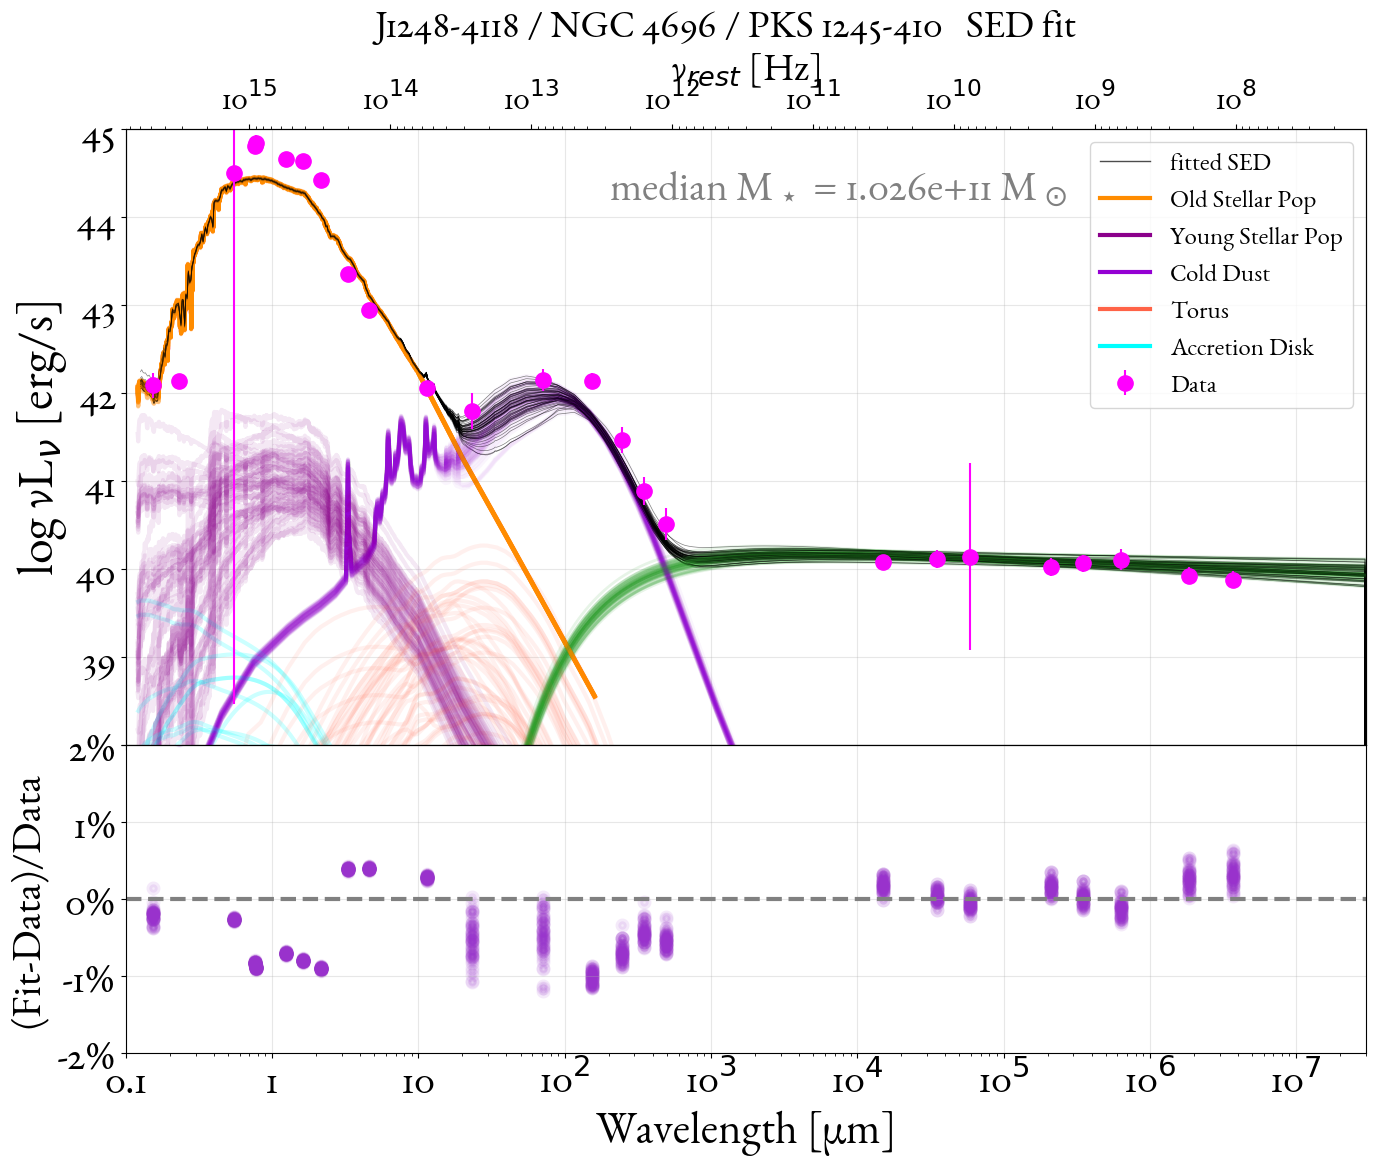 J1248-4118 / NGC 4696 / PKS 1245-410 SED fit
ν_rest [Hz]
10^15 10^14 10^13 10^12 10^11 10^10 10^9 10^8
45
44
43
42
41
40
39
log νL_ν [erg/s]
median M_⋆ = 1.026e+11 M_⊙
fitted SED
Old Stellar Pop
Young Stellar Pop
Cold Dust
Torus
Accretion Disk
Data
2%
1%
0%
-1%
-2%
(Fit-Data)/Data
0.1 1 10 10^2 10^3 10^4 10^5 10^6 10^7
Wavelength [μm]